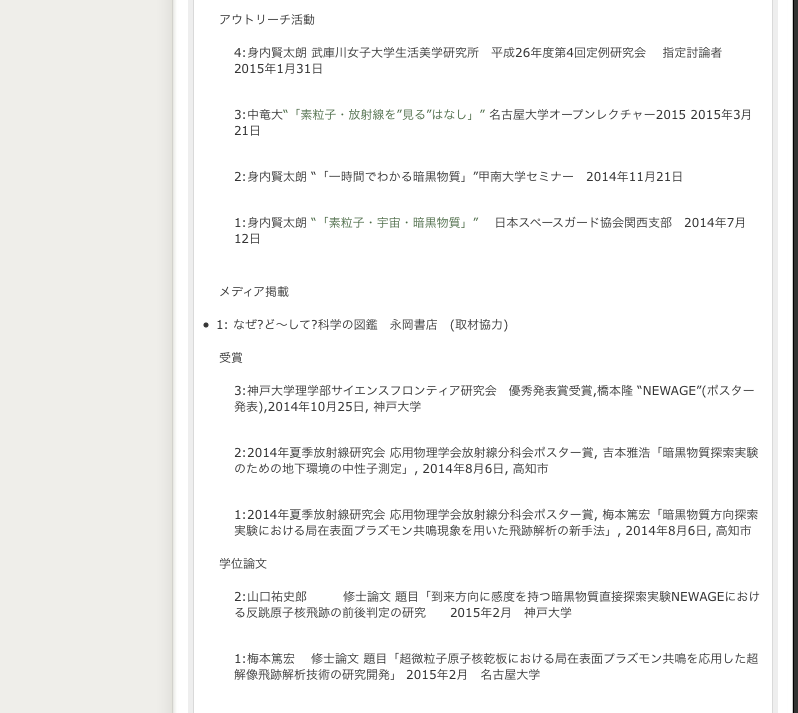 アウトリーチ活動
4:身内賢太朗 武庫川女子大学生活美学研究所　平成26年度第4回定例研究会　 指定討論者
2015年1月31日
3:中竜大“「素粒子・放射線を”見る”はなし」” 名古屋大学オープンレクチャー2015 2015年3月
21日
2:身内賢太朗 “「一時間でわかる暗黒物質」”甲南大学セミナー　2014年11月21日
1:身内賢太朗 “「素粒子・宇宙・暗黒物質」”　 日本スペースガード協会関西支部　2014年7月
12日
メディア掲載
• 1: なぜ?ど〜して?科学の図鑑　永岡書店　(取材協力)
受賞
3:神戸大学理学部サイエンスフロンティア研究会　優秀発表賞受賞,橋本隆 “NEWAGE”(ポスター
発表),2014年10月25日, 神戸大学
2:2014年夏季放射線研究会 応用物理学会放射線分科会ポスター賞, 吉本雅浩「暗黒物質探索実験
のための地下環境の中性子測定」, 2014年8月6日, 高知市
1:2014年夏季放射線研究会 応用物理学会放射線分科会ポスター賞, 梅本篤宏「暗黒物質方向探索
実験における局在表面プラズモン共鳴現象を用いた飛跡解析の新手法」, 2014年8月6日, 高知市
学位論文
2:山口祐史郎　　　修士論文 題目「到来方向に感度を持つ暗黒物質直接探索実験NEWAGEにおけ
る反跳原子核飛跡の前後判定の研究　　2015年2月　神戸大学
1:梅本篤宏　 修士論文 題目「超微粒子原子核乾板における局在表面プラズモン共鳴を応用した超
解像飛跡解析技術の研究開発」 2015年2月　名古屋大学